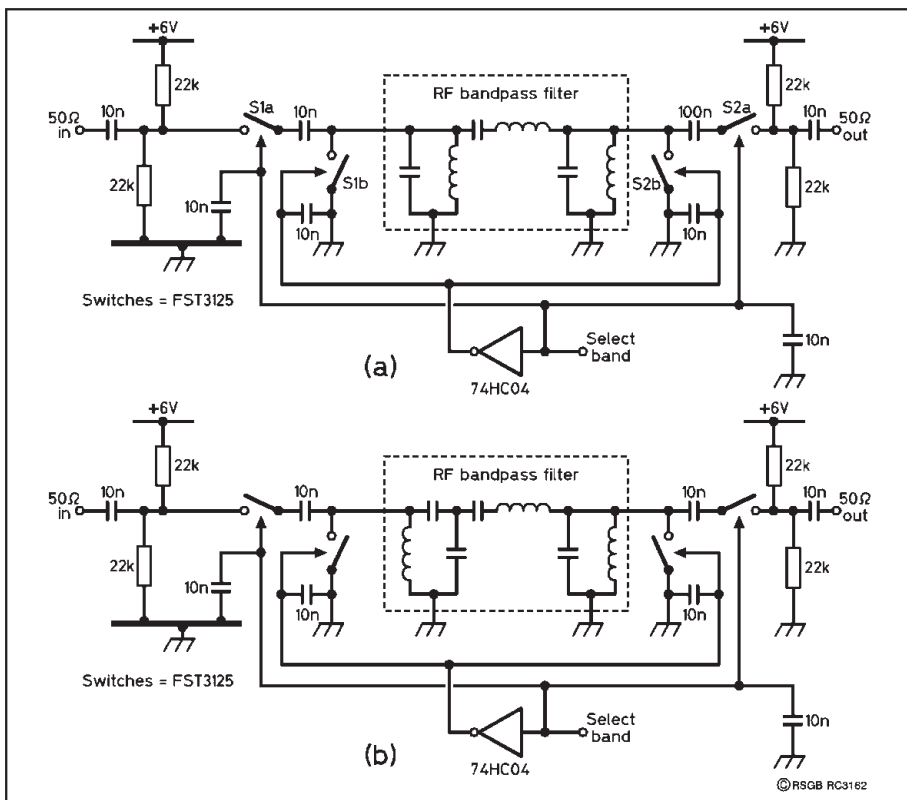 +6V
+6V
22k
RF bandpass filter
22k
50Ω
in
10n
S1a
10n
100n
S2a
10n
50Ω
out
22k
10n
S1b
10n
S2b
10n
22k
Switches = FST3125
Select
band
10n
(a)
74HC04
+6V
+6V
22k
RF bandpass filter
22k
50Ω
in
10n
10n
10n
10n
50Ω
out
22k
10n
10n
10n
22k
Switches = FST3125
Select
band
10n
(b)
74HC04
©RSGB RC3162